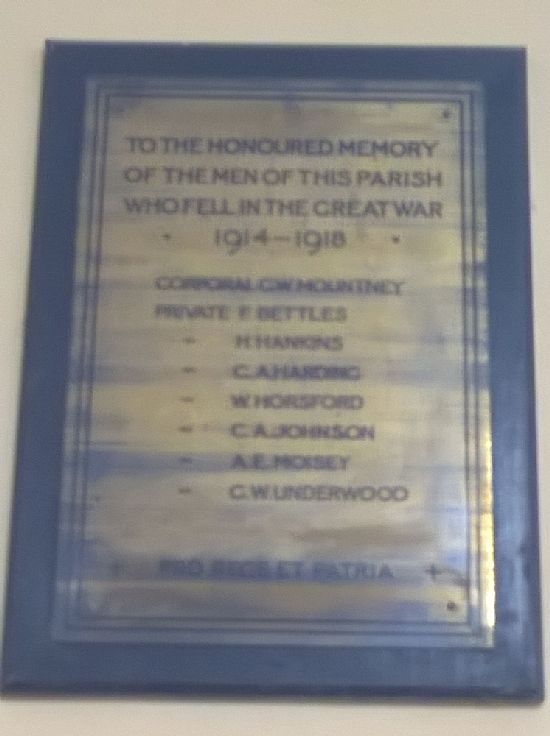 TO THE HONOURED MEMORY
OF THE MEN OF THIS PARISH
WHO FELL IN THE GREAT WAR
· 1914-1918 ·
CORPORAL C.W. MOUNTNEY
PRIVATE F. BETTLES
" H. HANKINS
" C.A. HARDING
" W. HORSFORD
" C.A. JOHNSON
" A.E. MOISEY
" C.W. UNDERWOOD
+ PRO REGE ET PATRIA +